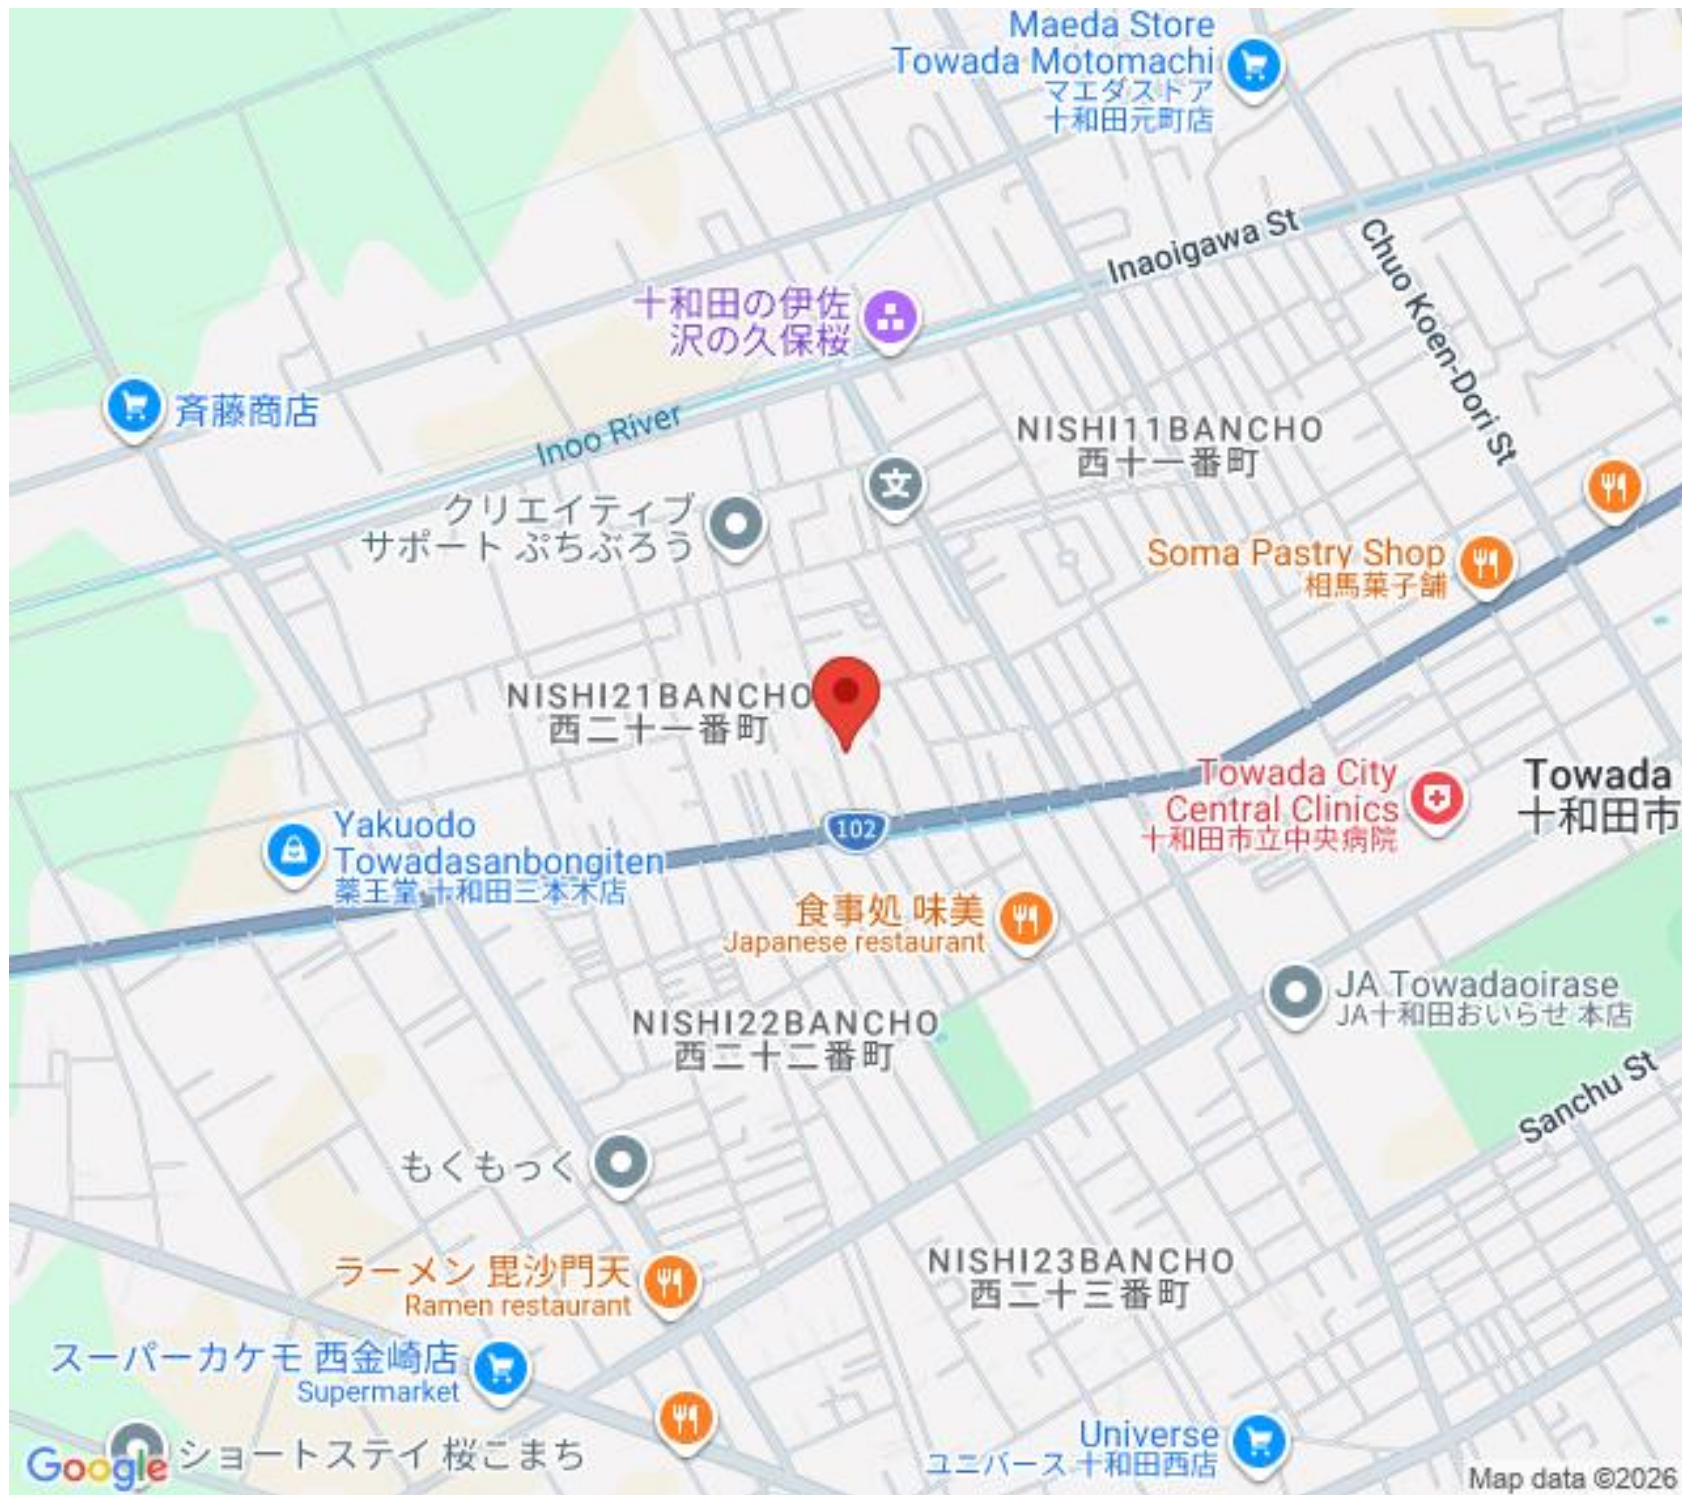 Maeda Store
Towada Motomachi
マエダストア
十和田元町店
Inaoigawa St
Chuo Koen-Dori St
十和田の伊佐
沢の久保桜
斉藤商店
Inoo River
NISHI11BANCHO
西十一番町
文
クリエイティブ
サポート ぷちぶろう
Soma Pastry Shop
相馬菓子舗
NISHI21BANCHO
西二十一番町
Towada City
Central Clinics
十和田市立中央病院
Towada
十和田市
102
Yakuodo
Towadasanbongiten
薬王堂 十和田三本木店
食事処 味美
Japanese restaurant
JA Towadaoirase
JA十和田おいらせ 本店
NISHI22BANCHO
西二十二番町
Sanchu St
もくもっく
NISHI23BANCHO
西二十三番町
ラーメン 毘沙門天
Ramen restaurant
スーパーカケモ 西金崎店
Supermarket
Universe
ユニバース 十和田西店
ショートステイ 桜こまち
Google
Map data ©2026